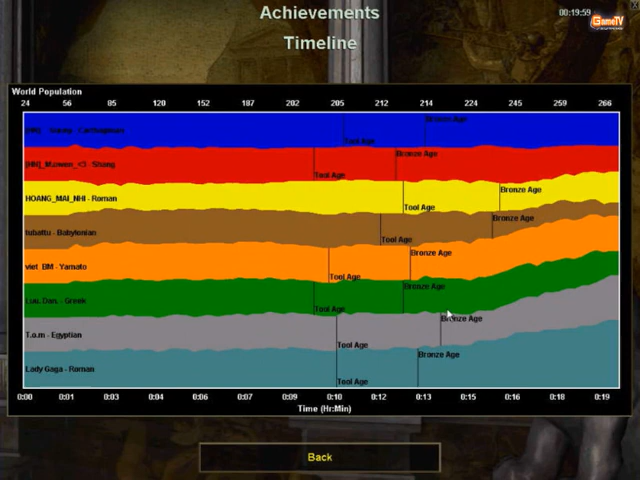 Achievements
00:19:59
GameTV
Timeline
World Population
24 56 85 120 152 187 202 205 212 214 224 245 259 266
Bronze Age
Carthaginian
Tool Age
Bronze Age
Shang
Tool Age
Bronze Age
HOANG_MAI_NHI - Roman
Tool Age
Bronze Age
tubattu - Babylonian
Tool Age
Bronze Age
viet BM - Yamato
Tool Age
Bronze Age
Greek
Tool Age
Bronze Age
T.o.m - Egyptian
Tool Age
Bronze Age
Lady Gaga - Roman
Tool Age
0:00 0:01 0:03 0:04 0:06 0:07 0:09 0:10 0:12 0:13 0:15 0:16 0:18 0:19
Time (Hr:Min)
Back